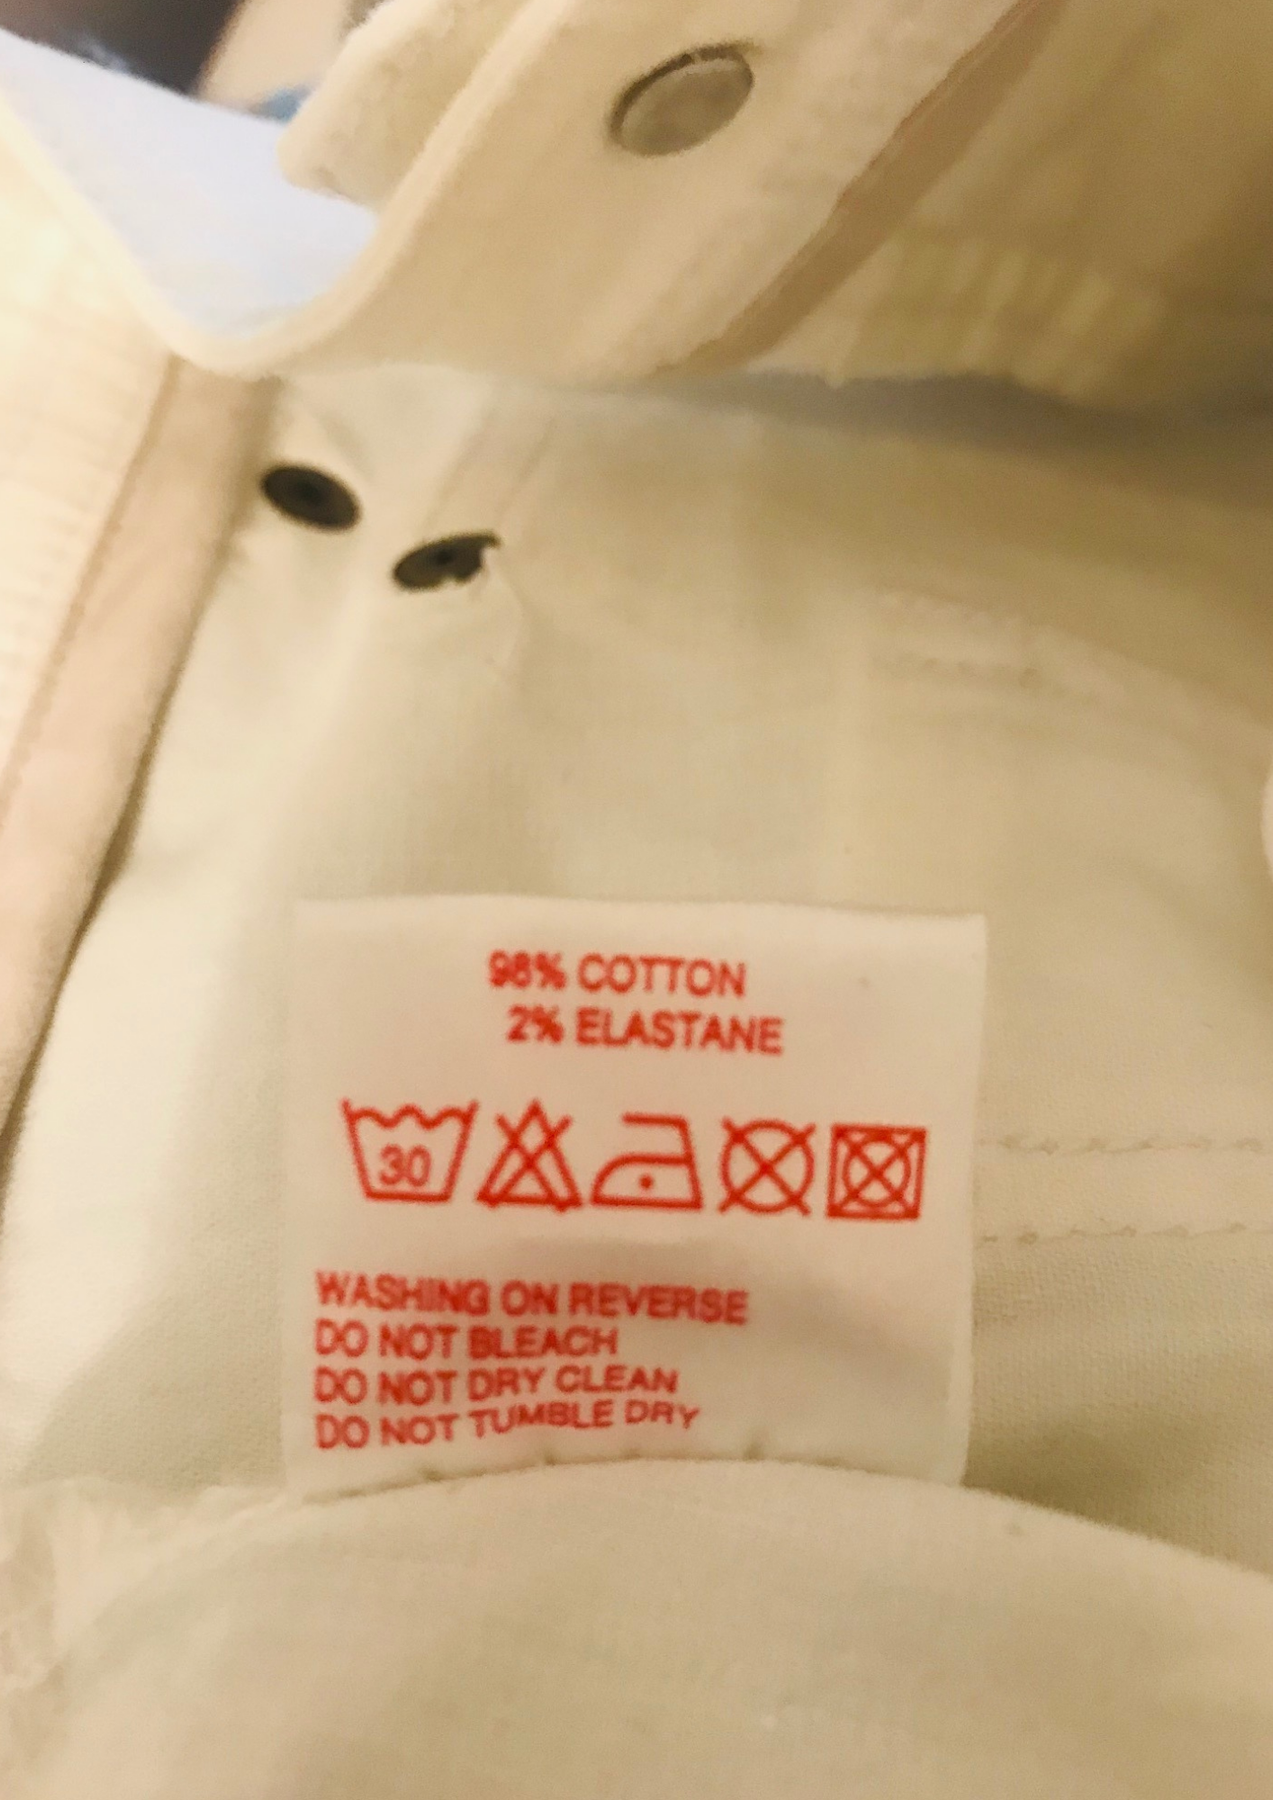 98% COTTON
2% ELASTANE
30
WASHING ON REVERSE
DO NOT BLEACH
DO NOT DRY CLEAN
DO NOT TUMBLE DRY